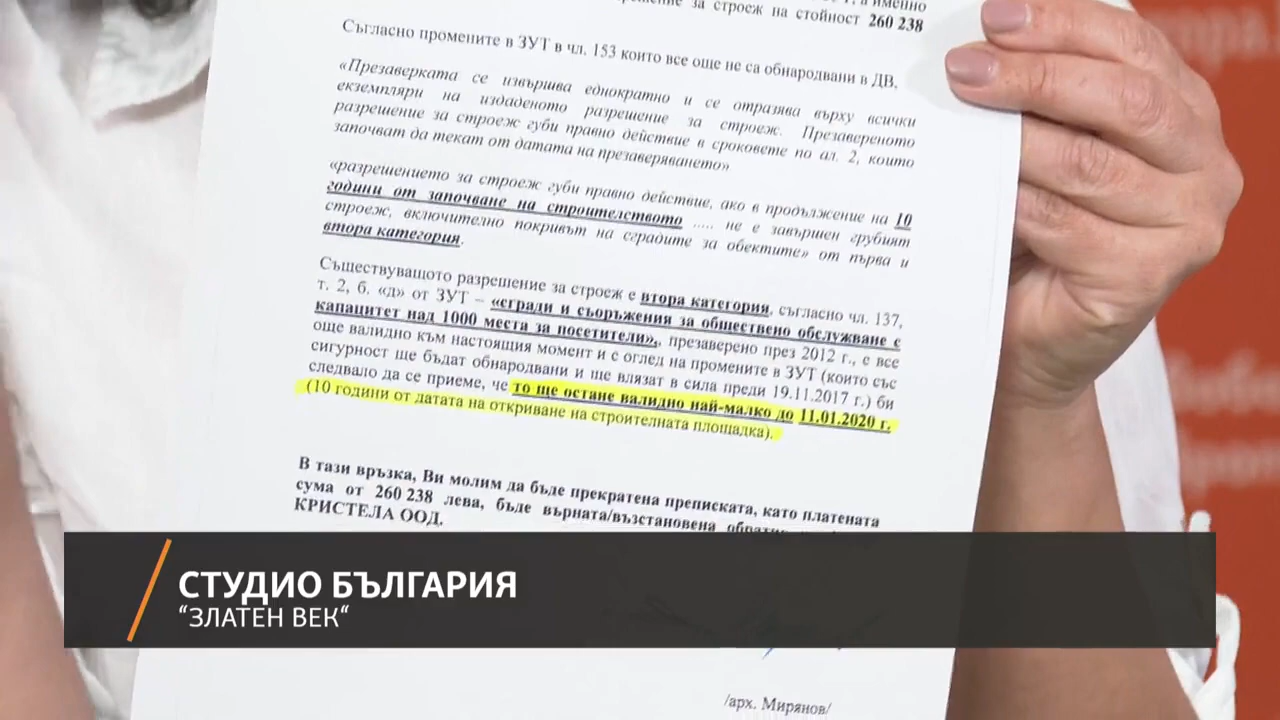 г., а именно
за строеж на стойност 260 238
Съгласно промените в ЗУТ в чл. 153 които все още не са обнародвани в ДВ,
«Презаверката се извършва еднократно и се отразява върху всички
екземпляри на издаденото разрешение за строеж. Презавереното
разрешение за строеж губи правно действие в сроковете по ал. 2, които
започват да текат от датата на презаверяването»
«разрешението за строеж губи правно действие, ако в продължение на 10
години от започване на строителството ..... не е завършен грубият
строеж, включително покривът на сградите за обектите» от първа и
втора категория.
Съществуващото разрешение за строеж е втора категория, съгласно чл. 137,
т. 2, б. «д» от ЗУТ – «сгради и съоръжения за обществено обслужване с
капацитет над 1000 места за посетители», презаверено през 2012 г., е все
още валидно към настоящия момент и с оглед на промените в ЗУТ (които със
сигурност ще бъдат обнародвани и ще влязат в сила преди 19.11.2017 г.) би
следвало да се приеме, че то ще остане валидно най-малко до 11.01.2020 г.
(10 години от датата на откриване на строителната площадка).
В тази връзка, Ви молим да бъде прекратена преписката, като платената
сума от 260 238 лева, бъде върната/възстановена
КРИСТЕЛА ООД.
СТУДИО БЪЛГАРИЯ
“ЗЛАТЕН ВЕК“
/арх. Мирянов/